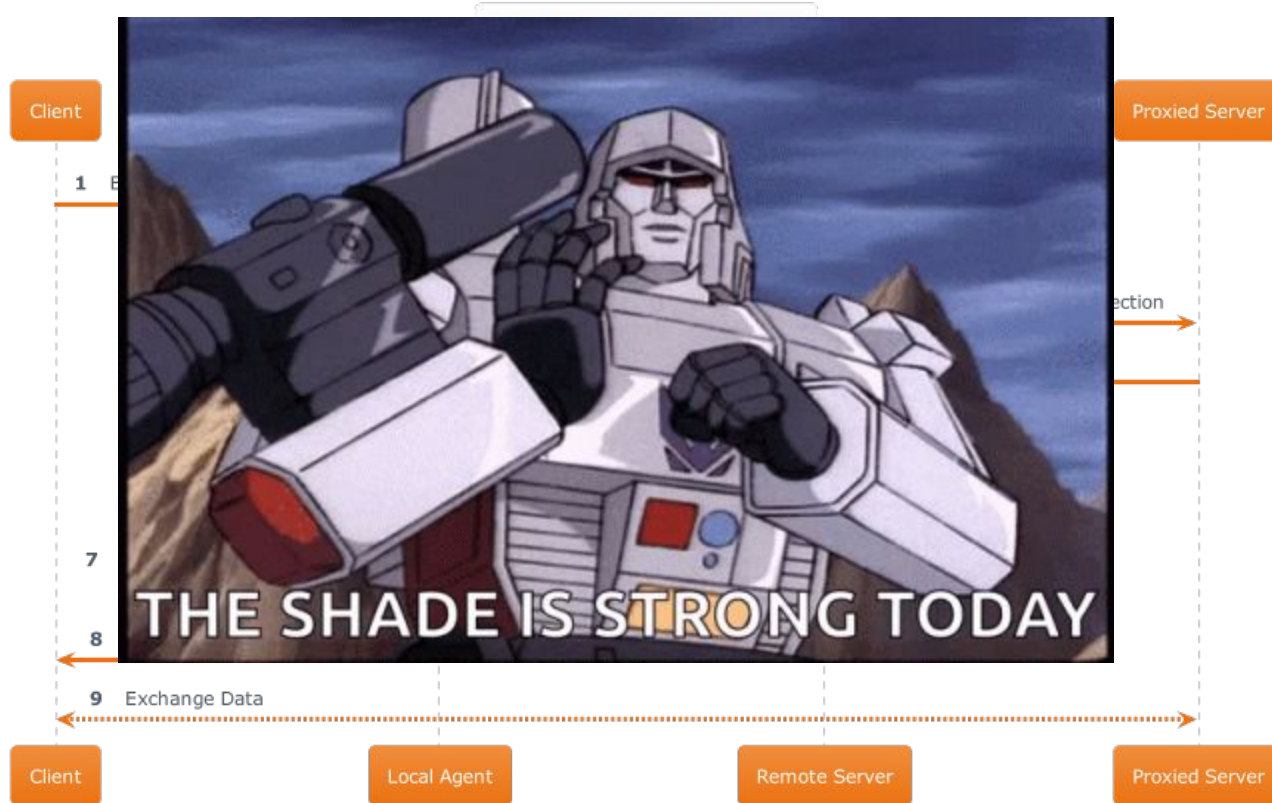 Client
Proxied Server
1
ection
7
THE SHADE IS STRONG TODAY
8
9 Exchange Data
Client
Local Agent
Remote Server
Proxied Server